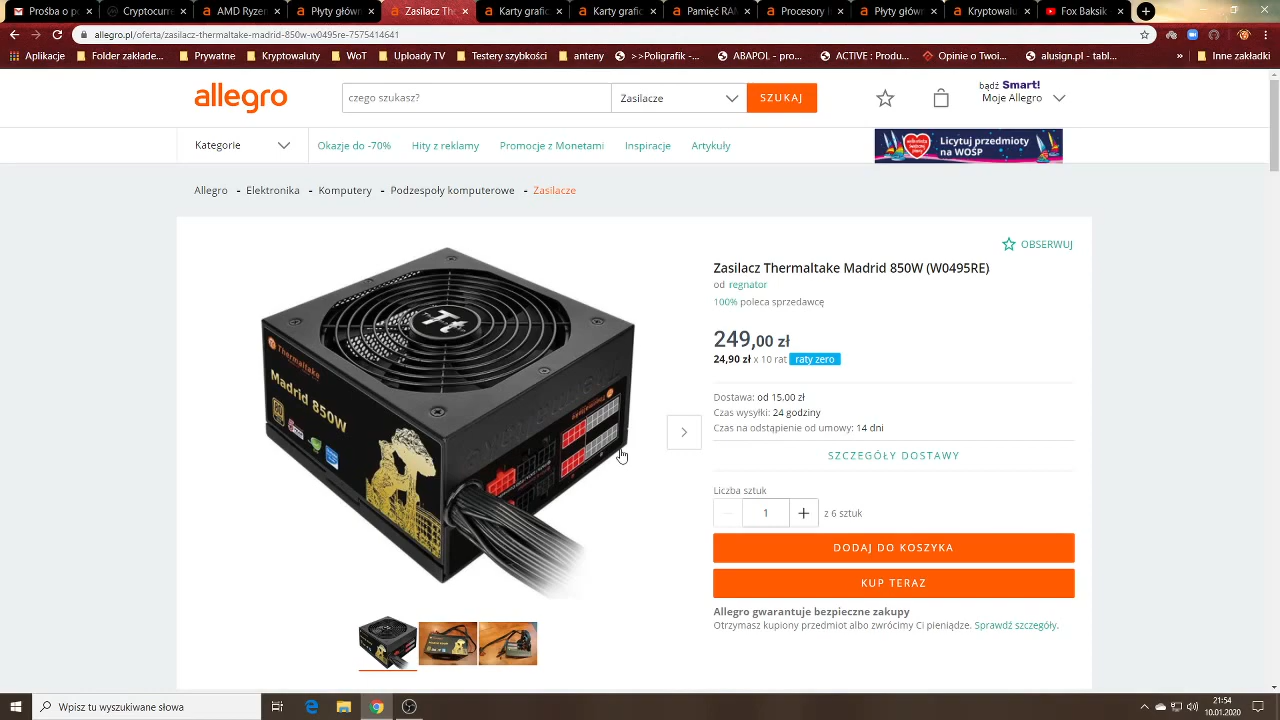 Prośba o p
Cryptocurre
AMD RADE
Płyty główn
Karty grafic
Karty grafic
Pamięć RA
Procesory i
Płyty główn
Kryptowalu
Fox Baksik
allegro.pl/oferta/zasilacz-thermaltake-madrid-850w-w0495re-7575414641
Aplikacje
Folder zakładek...
Prywatne
Kryptowaluty
Uploady TV
Testery szybkości
anteny
>>Poligrafik -...
ABAPOL - pro...
ACTIVE : Produ...
Opinie o Two...
alusign.pl - tabl...
Inne zakładki
allegro
czego szukasz?
Zasilacze
SZUKAJ
bądź Smart!
Moje Allegro
Kategorie
Okazje do -70%
Hity z reklamy
Promocje z Monetami
Inspiracje
Artykuły
Licytuj przedmioty
na WOŚP
Allegro - Elektronika - Komputery - Podzespoły komputerowe - Zasilacze
OBSERWUJ
Zasilacz Thermaltake Madrid 850W (W0495RE)
od regnator
100% poleca sprzedawcę
249,00 zł
24,90 zł x 10 rat raty zero
Dostawa: od 15,00 zł
Czas wysyłki: 24 godziny
Czas na odstąpienie od umowy: 14 dni
SZCZEGÓŁY DOSTAWY
Liczba sztuk
1
z 6 sztuk
DODAJ DO KOSZYKA
KUP TERAZ
Allegro gwarantuje bezpieczne zakupy
Otrzymasz kupiony przedmiot albo zwrócimy Ci pieniądze. Sprawdź szczegóły.
Thermaltake
Madrid 850W
Wpisz tu wyszukiwane słowa
21:54
10.01.2020